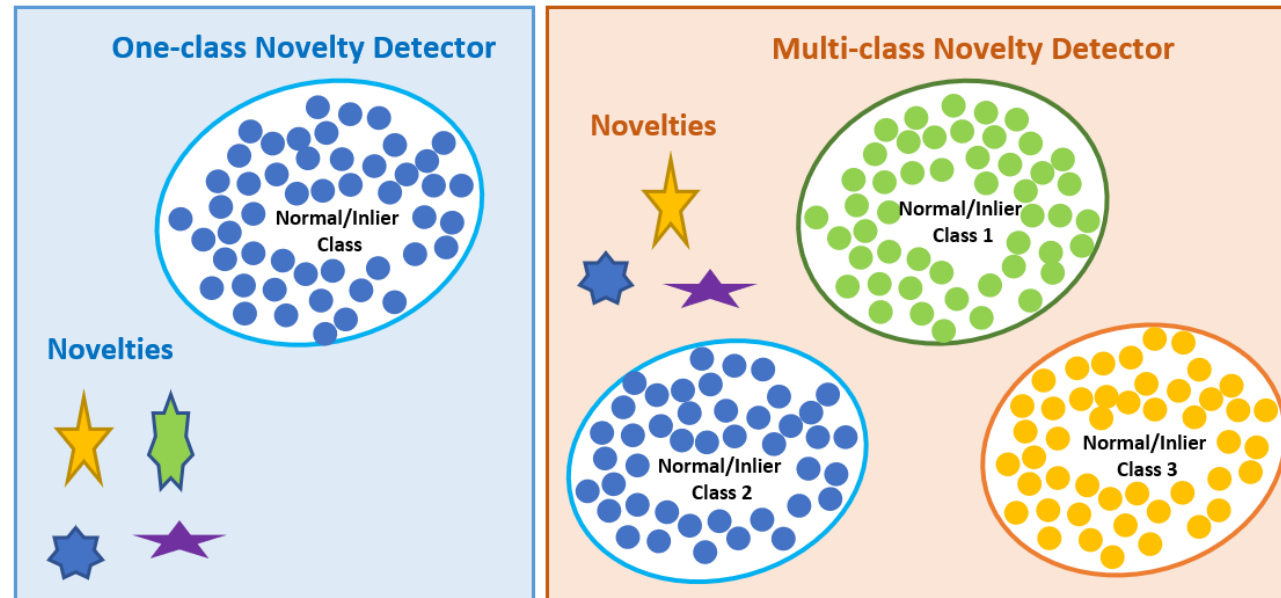 One-class Novelty Detector
Normal/Inlier
Class
Novelties
Multi-class Novelty Detector
Novelties
Normal/Inlier
Class 1
Normal/Inlier
Class 2
Normal/Inlier
Class 3